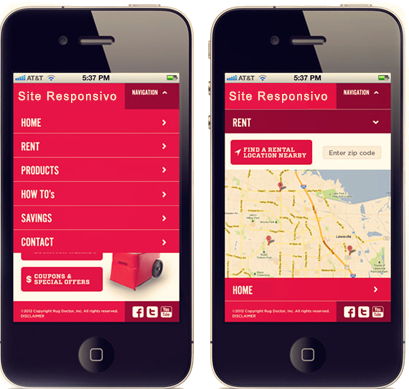 AT&T 5:37 PM
Site Responsivo NAVIGATION
HOME
RENT
PRODUCTS
HOW TO's
SAVINGS
CONTACT
$ COUPONS &
SPECIAL OFFERS
©2012 Rug Doctor, Inc. All rights reserved.
DISCLAIMER
f t You Tube
AT&T 5:37 PM
Site Responsivo NAVIGATION
RENT
FIND A RENTAL
LOCATION NEARBY
Enter zip code
HOME
©2012 Rug Doctor, Inc. All rights reserved.
DISCLAIMER
f t You Tube